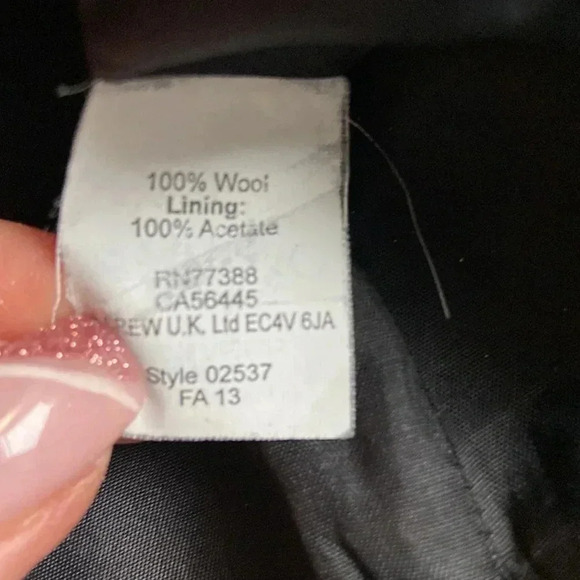 100% Wool
Lining:
100% Acetate
RN77388
CA56445
REW U.K. Ltd EC4V 6JA
Style 02537
FA 13